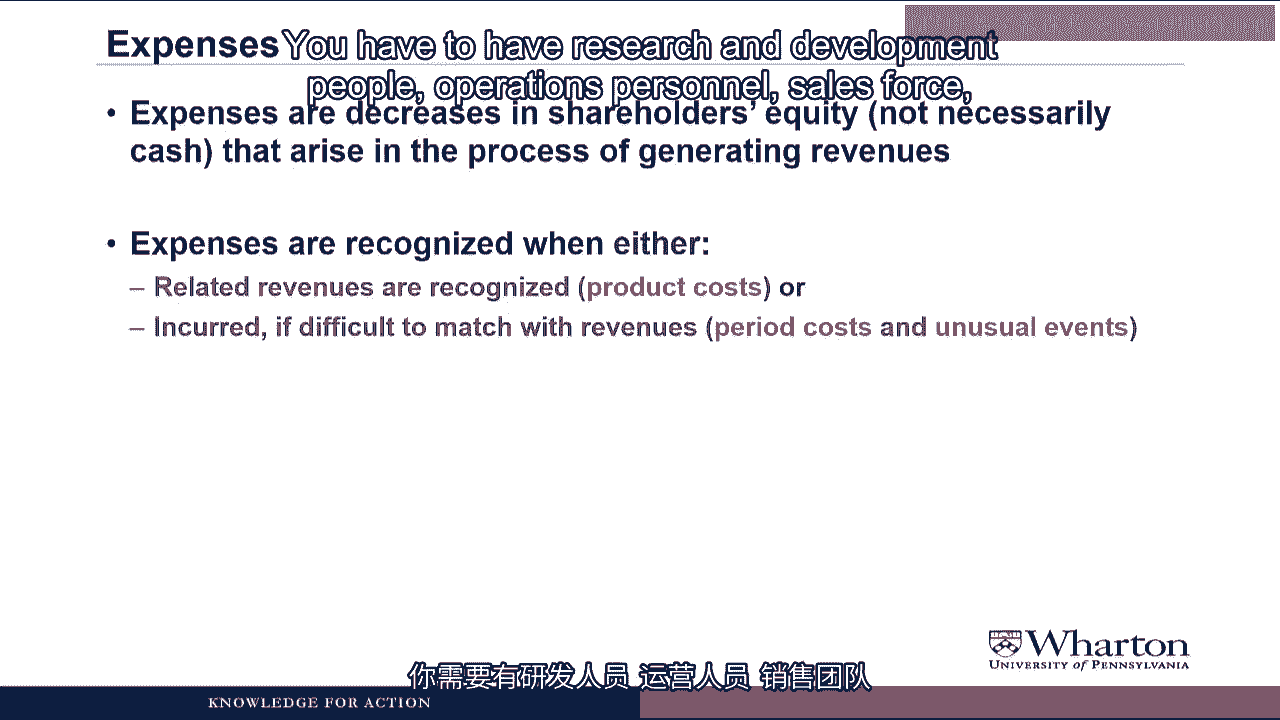 Expenses
You have to have research and development
people, operations personnel, sales force,
• Expenses are decreases in shareholders' equity (not necessarily
cash) that arise in the process of generating revenues
• Expenses are recognized when either:
– Related revenues are recognized (product costs) or
– Incurred, if difficult to match with revenues (period costs and unusual events)
Wharton
UNIVERSITY of PENNSYLVANIA
你需要有研发人员 运营人员 销售团队
KNOWLEDGE FOR ACTION